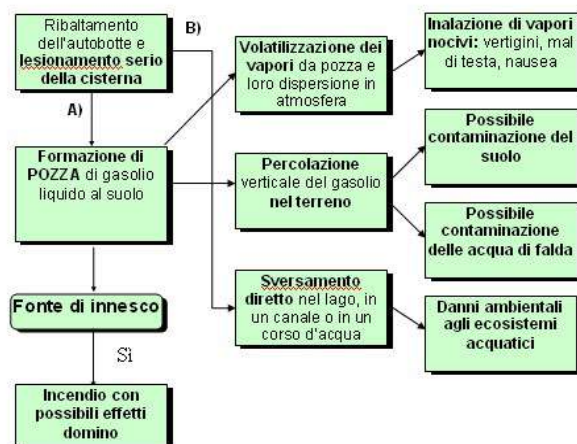 Ribaltamento
dell'autobotte e
lesionamento serio
della cisterna
B)
A)
Formazione di
POZZA di gasolio
liquido al suolo
Fonte di innesco
Sì
Incendio con
possibili effetti
domino
Volatilizzazione dei
vapori da pozza e
loro dispersione in
atmosfera
Percolazione
verticale del gasolio
nel terreno
Sversamento
diretto nel lago, in
un canale o in un
corso d'acqua
Inalazione di vapori
nocivi: vertigini, mal
di testa, nausea
Possibile
contaminazione del
suolo
Possibile
contaminazione
delle acqua di falda
Danni ambientali
agli ecosistemi
acquatici